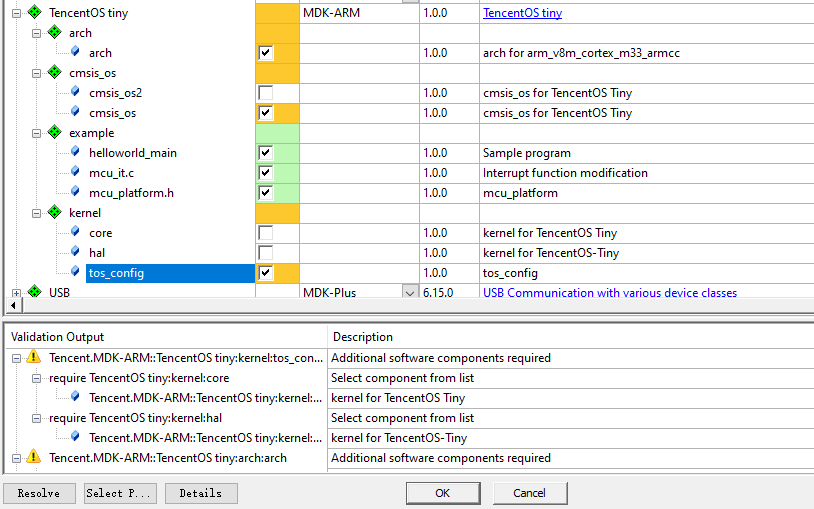 TencentOS tiny MDK-ARM 1.0.0 TencentOS tiny
arch
arch 1.0.0 arch for arm_v8m_cortex_m33_armcc
cmsis_os
cmsis_os2 1.0.0 cmsis_os for TencentOS Tiny
cmsis_os 1.0.0 cmsis_os for TencentOS Tiny
example
helloworld_main 1.0.0 Sample program
mcu_it.c 1.0.0 Interrupt function modification
mcu_platform.h 1.0.0 mcu_platform
kernel
core 1.0.0 kernel for TencentOS Tiny
hal 1.0.0 kernel for TencentOS-Tiny
tos_config 1.0.0 tos_config
USB MDK-Plus 6.15.0 USB Communication with various device classes
Validation Output Description
Tencent.MDK-ARM::TencentOS tiny:kernel:tos_con... Additional software components required
require TencentOS tiny:kernel:core Select component from list
Tencent.MDK-ARM::TencentOS tiny:kernel:... kernel for TencentOS Tiny
require TencentOS tiny:kernel:hal Select component from list
Tencent.MDK-ARM::TencentOS tiny:kernel:... kernel for TencentOS-Tiny
Tencent.MDK-ARM::TencentOS tiny:arch:arch Additional software components required
Resolve Select P... Details OK Cancel